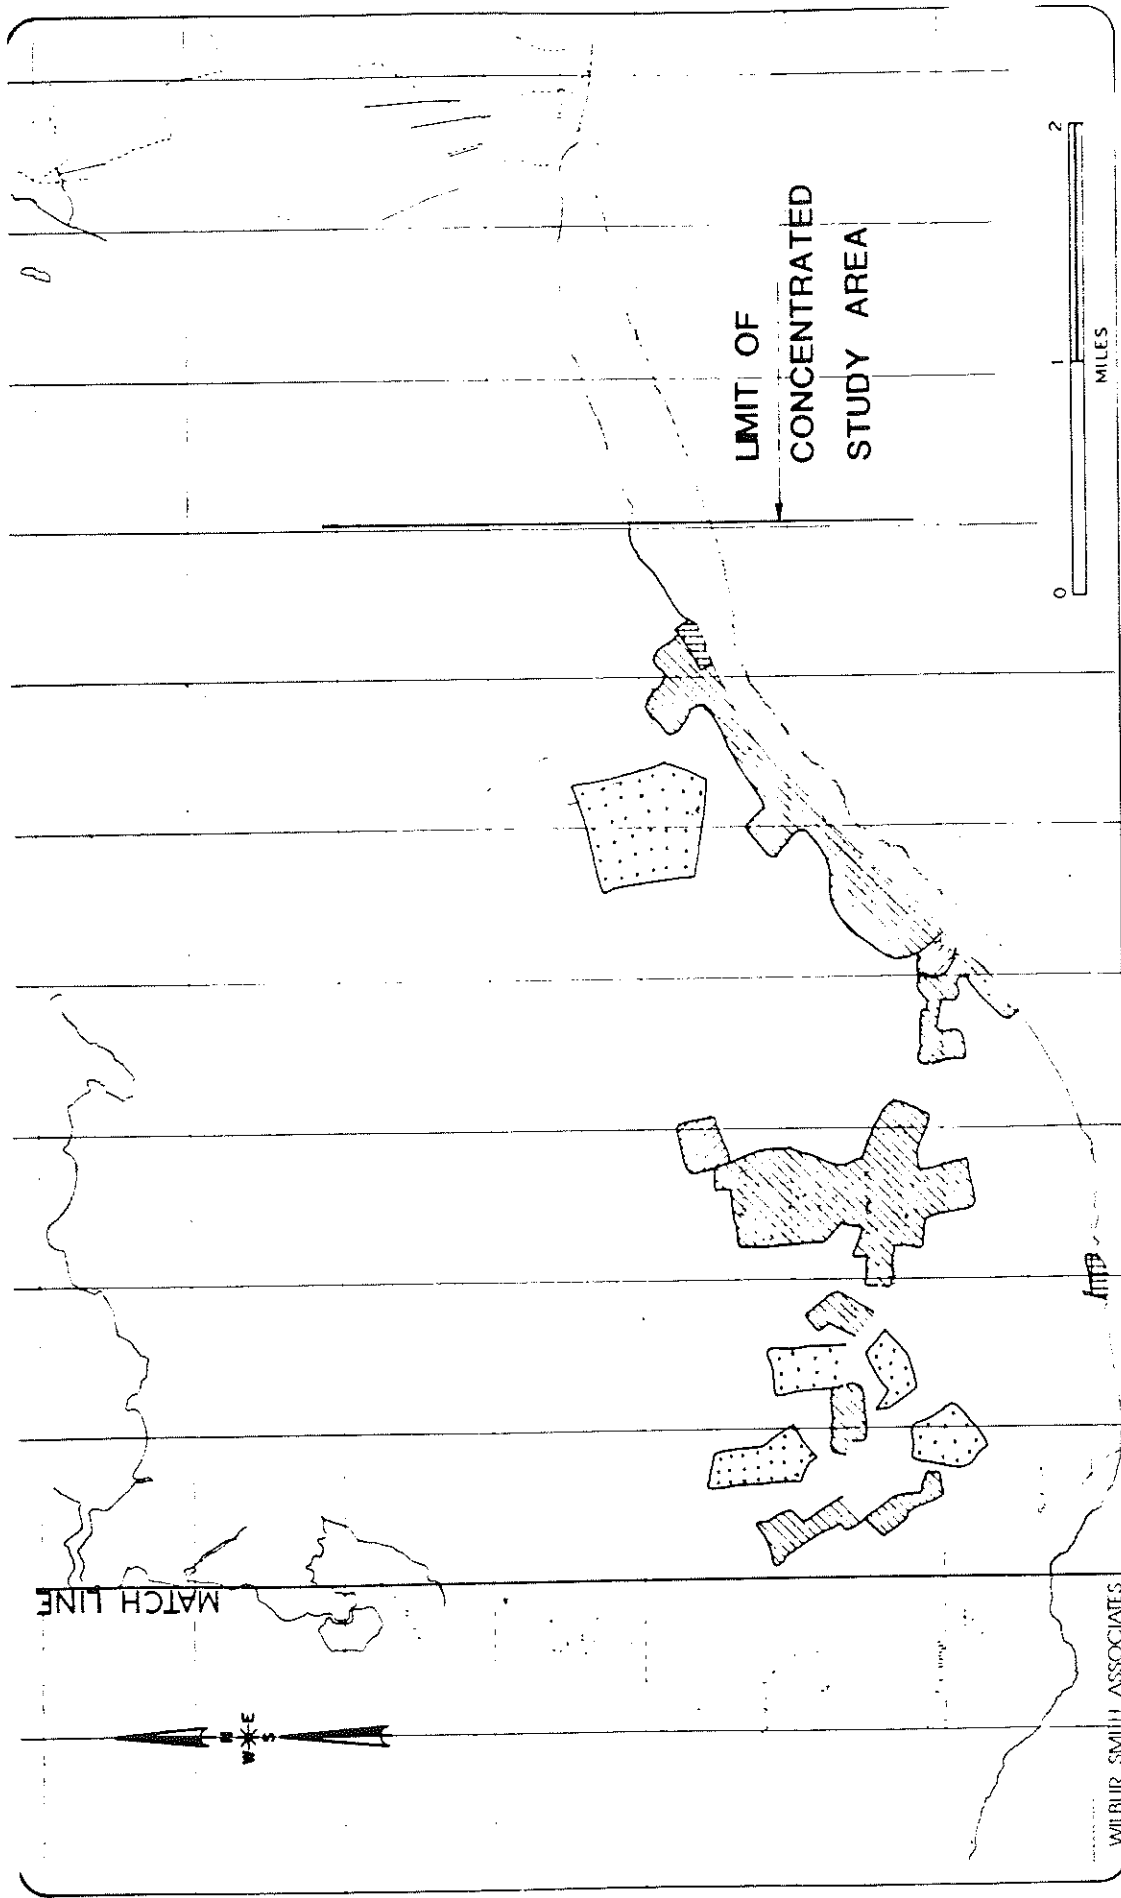 MATCH LINE
N
W E
S
LIMIT OF
CONCENTRATED
STUDY AREA
0 1 2
MILES
WILBUR SMITH ASSOCIATES